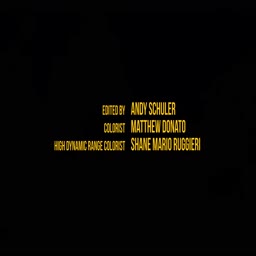 EDITED BY ANDY SCHULER
COLORIST MATTHEW DONATO
HIGH DYNAMIC RANGE COLORIST SHANE MARIO RUGGIERI